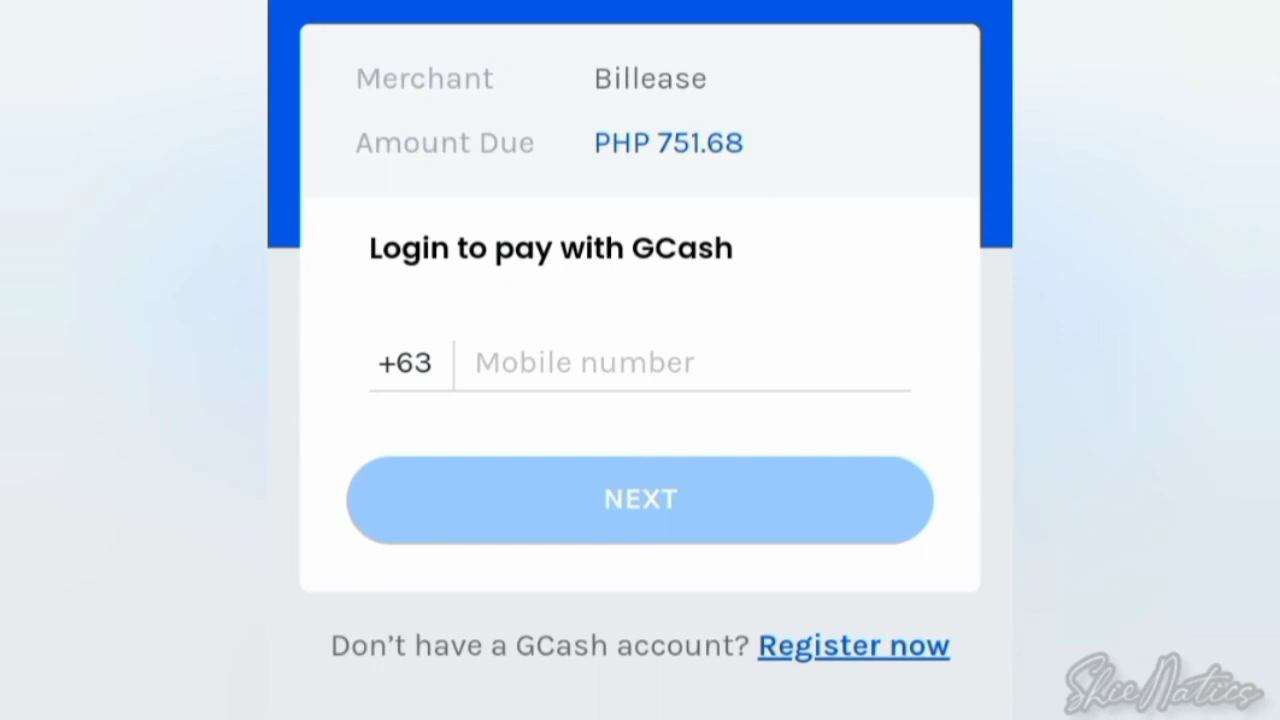 Merchant Billease
Amount Due PHP 751.68
Login to pay with GCash
+63 Mobile number
NEXT
Don't have a GCash account? Register now
SkieNatics